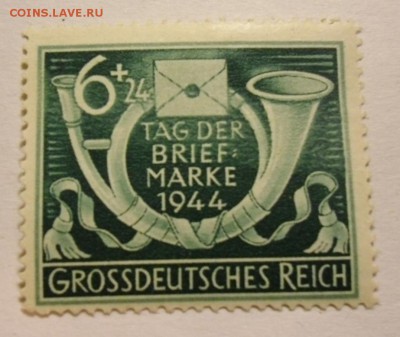 COINS.LAVE.RU
6+24
TAG DER
BRIEF-
MARKE
1944
GROSSDEUTSCHES REICH